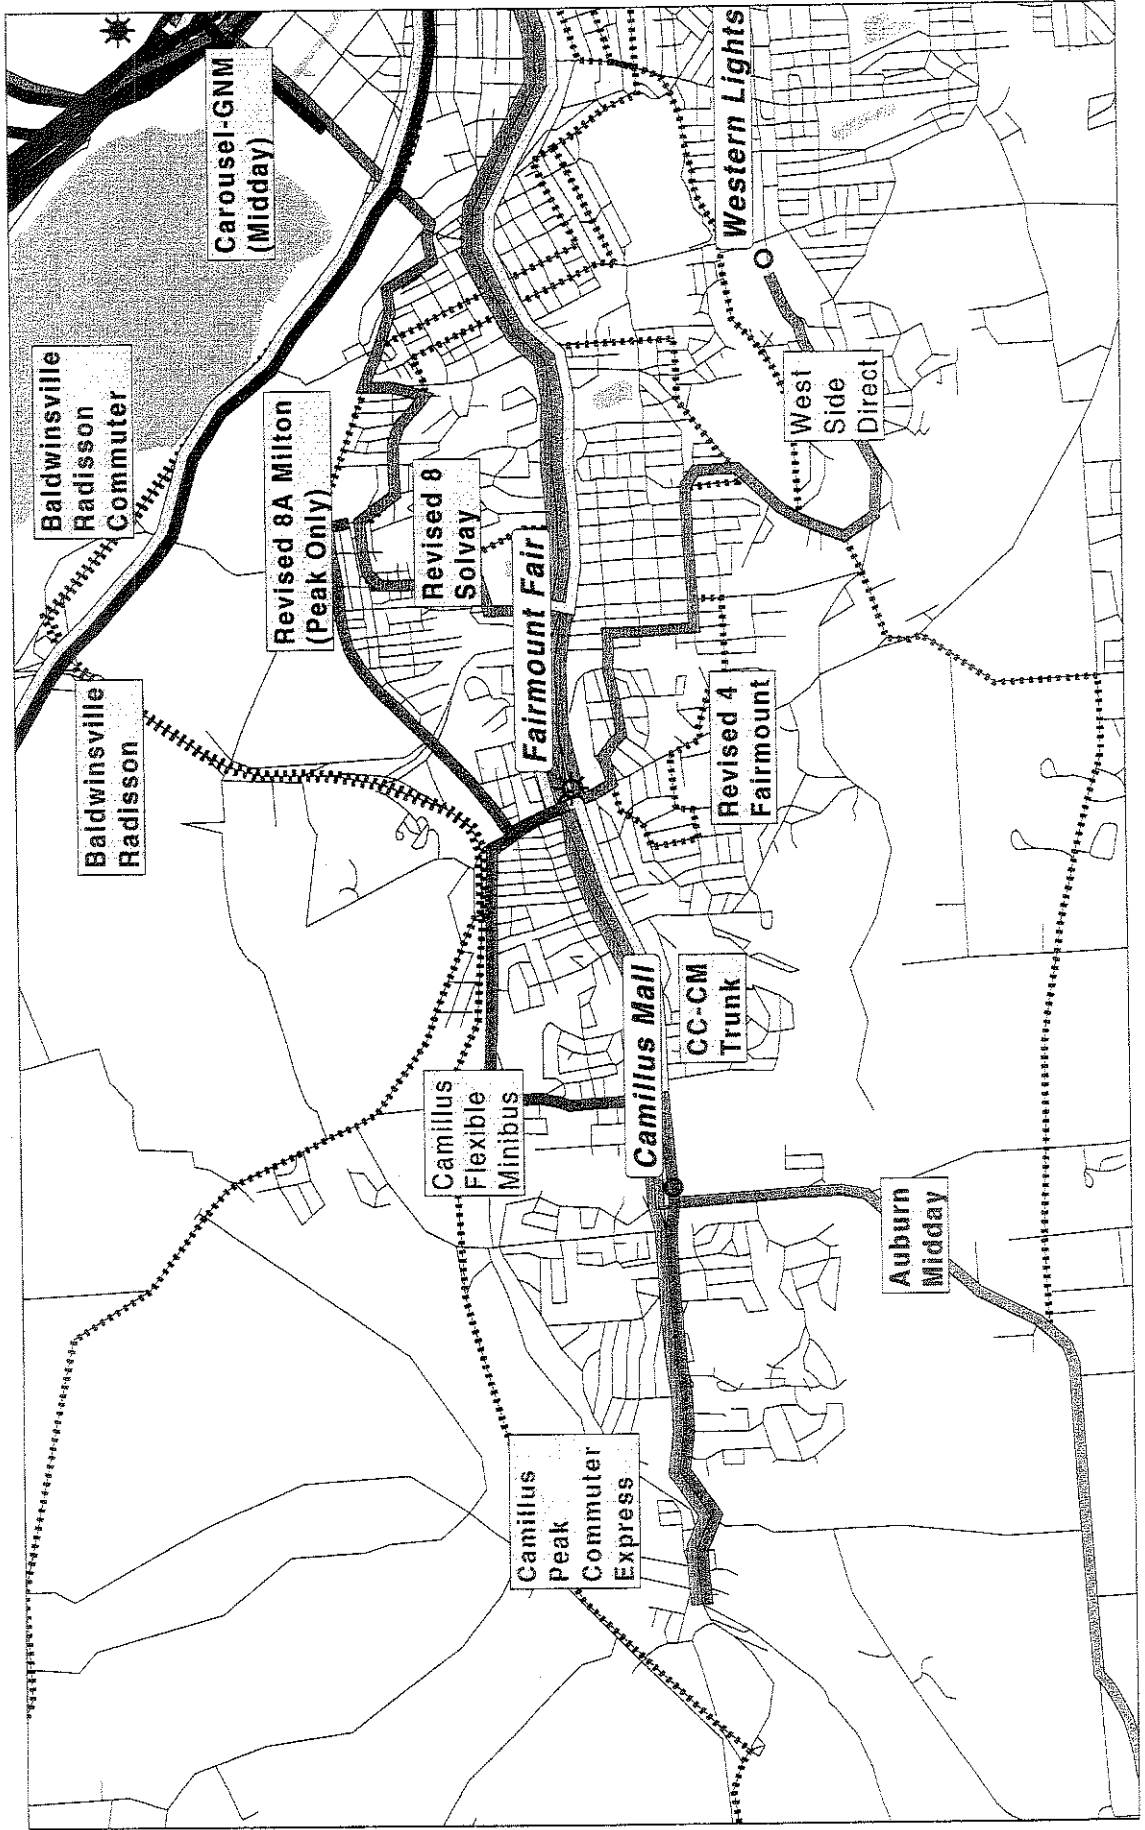 Baldwinsville
Radisson
Commuter
Carousel-GNM
(Midday)
Baldwinsville
Radisson
Revised 8A Milton
(Peak Only)
Revised 8
Solvay
Camillus
Flexible
Minibus
Fairmount Fair
Western Lights
Camillus
Peak
Commuter
Express
Camillus Mall
CC-CM
Trunk
Revised 4
Fairmount
West
Side
Direct
Auburn
Midday